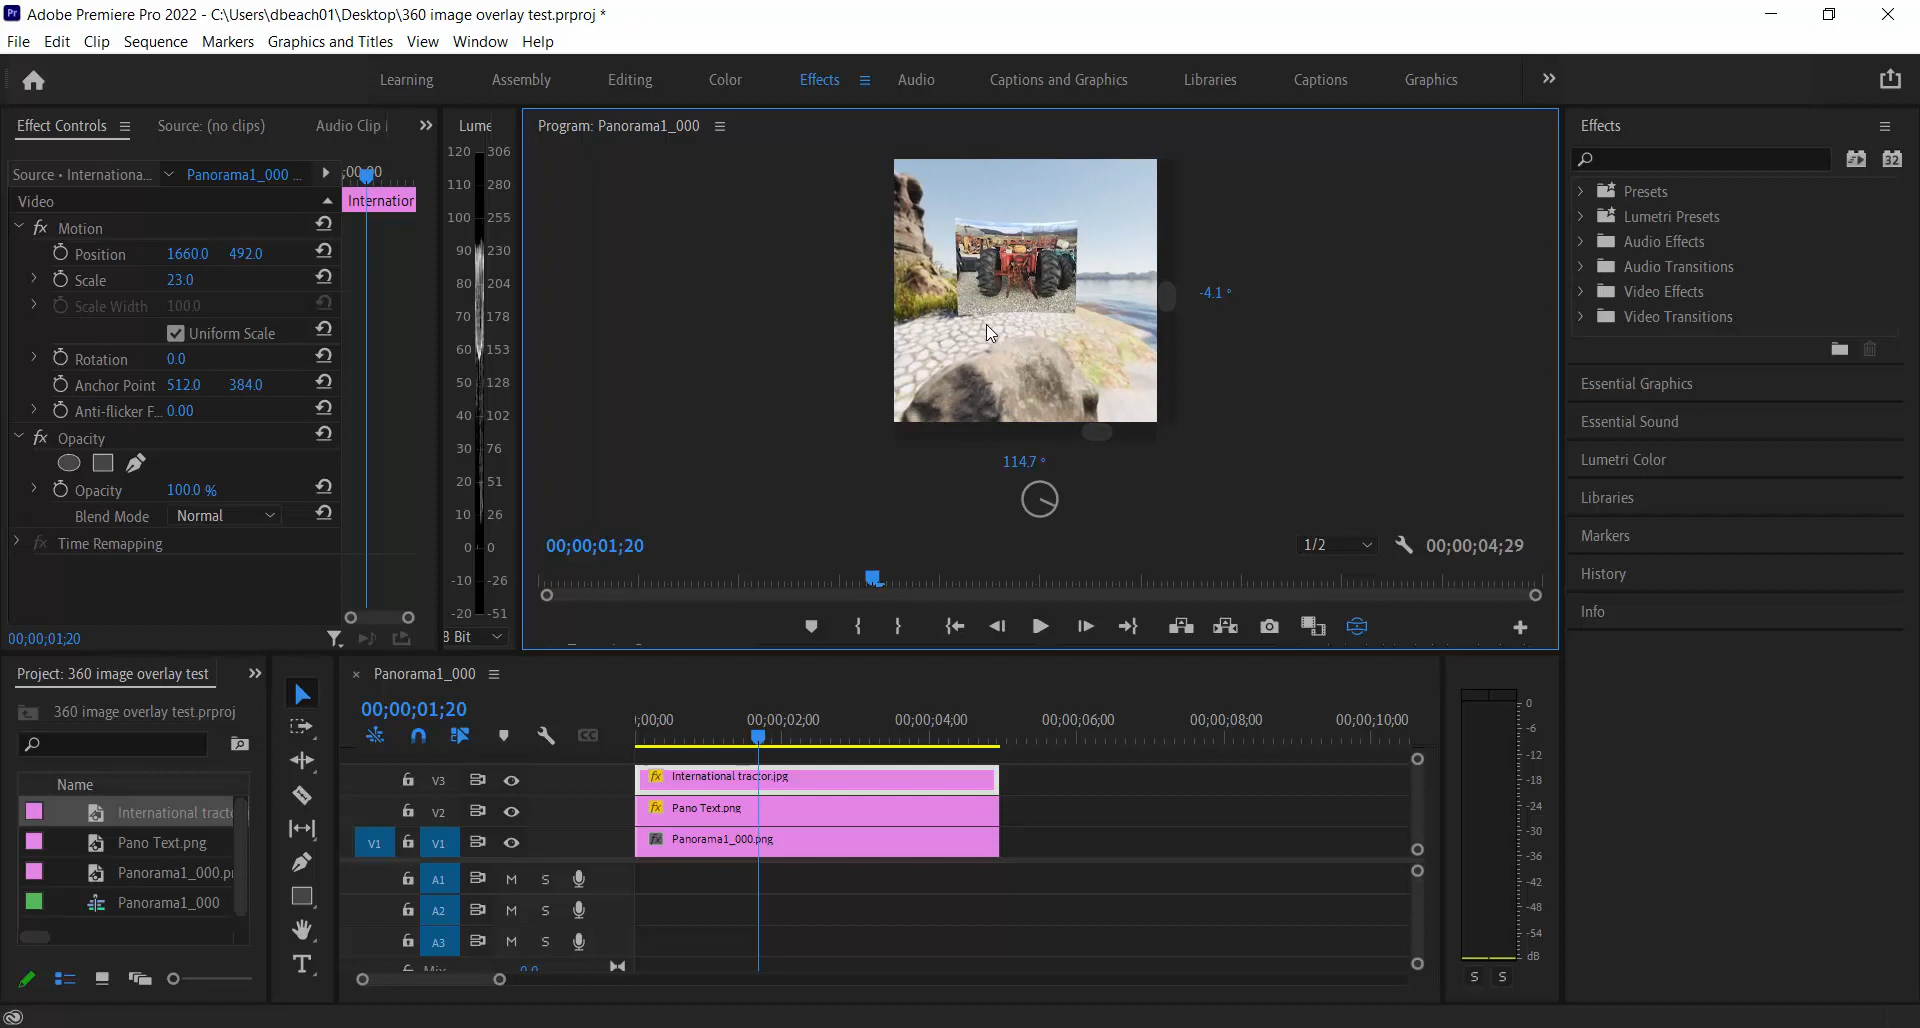 Adobe Premiere Pro 2022 - C:\Users\dbeach01\Desktop\360 image overlay test.prproj *
File Edit Clip Sequence Markers Graphics and Titles View Window Help
Learning Assembly Editing Color Effects Audio Captions and Graphics Libraries Captions Graphics
Effect Controls Source: (no clips) Audio Clip
Source • Internationa... Panorama1_000 ... ;00;00
Video Internatior
Motion
Position 1660.0 492.0
Scale 23.0
Scale Width 100.0
Uniform Scale
Rotation 0.0
Anchor Point 512.0 384.0
Anti-flicker F... 0.00
Opacity
Opacity 100.0 %
Blend Mode Normal
Time Remapping
00;00;01;20
Lume
120 306
110 280
100 255
90 230
80 204
70 178
60 153
50 128
40 102
30 76
20 51
10 26
0 0
-10 -26
-20 -51
8 Bit
Program: Panorama1_000
-4.1 °
114.7 °
00;00;01;20 1/2 00;00;04;29
Effects
32
Presets
Lumetri Presets
Audio Effects
Audio Transitions
Video Effects
Video Transitions
Essential Graphics
Essential Sound
Lumetri Color
Libraries
Markers
History
Info
Project: 360 image overlay test
360 image overlay test.prproj
Name
International tracto
Pano Text.png
Panorama1_000.p
Panorama1_000
Panorama1_000
00;00;01;20
;00;00 00;00;02;00 00;00;04;00 00;00;06;00 00;00;08;00 00;00;10;00
V3 International tractor.jpg
V2 Pano Text.png
V1 V1 Panorama1_000.png
A1 M S
A2 M S
A3 M S
Mix 0.0
0
-6
-12
-18
-24
-30
-36
-42
-48
-54
dB
S S